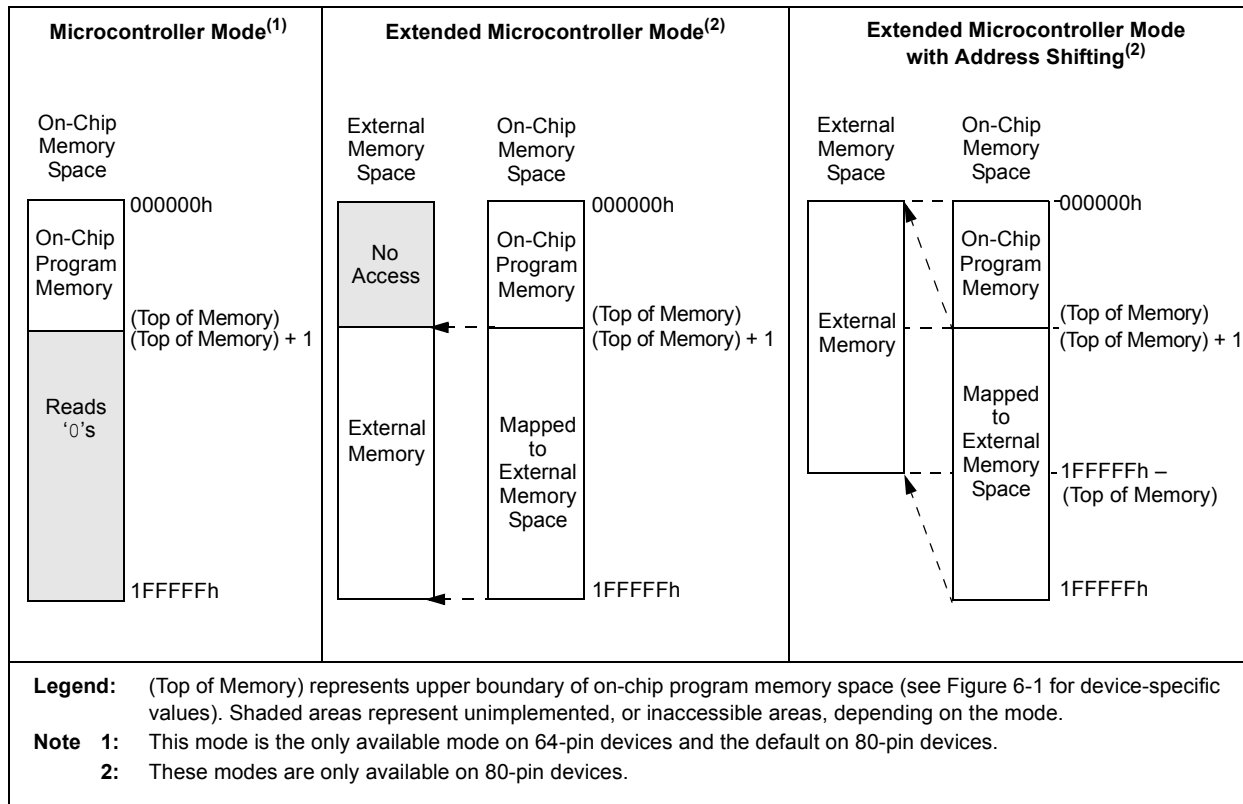 Microcontroller Mode(1)
On-Chip
Memory
Space
000000h
On-Chip
Program
Memory
(Top of Memory)
(Top of Memory) + 1
Reads
‘0’s
1FFFFFh
Extended Microcontroller Mode(2)
External
Memory
Space
On-Chip
Memory
Space
000000h
No
Access
On-Chip
Program
Memory
(Top of Memory)
(Top of Memory) + 1
External
Memory
Mapped
to
External
Memory
Space
1FFFFFh
Extended Microcontroller Mode
with Address Shifting(2)
External
Memory
Space
On-Chip
Memory
Space
000000h
On-Chip
Program
Memory
External
Memory
(Top of Memory)
(Top of Memory) + 1
Mapped
to
External
Memory
Space
1FFFFFh –
(Top of Memory)
1FFFFFh
Legend: (Top of Memory) represents upper boundary of on-chip program memory space (see Figure 6-1 for device-specific
values). Shaded areas represent unimplemented, or inaccessible areas, depending on the mode.
Note 1: This mode is the only available mode on 64-pin devices and the default on 80-pin devices.
2: These modes are only available on 80-pin devices.